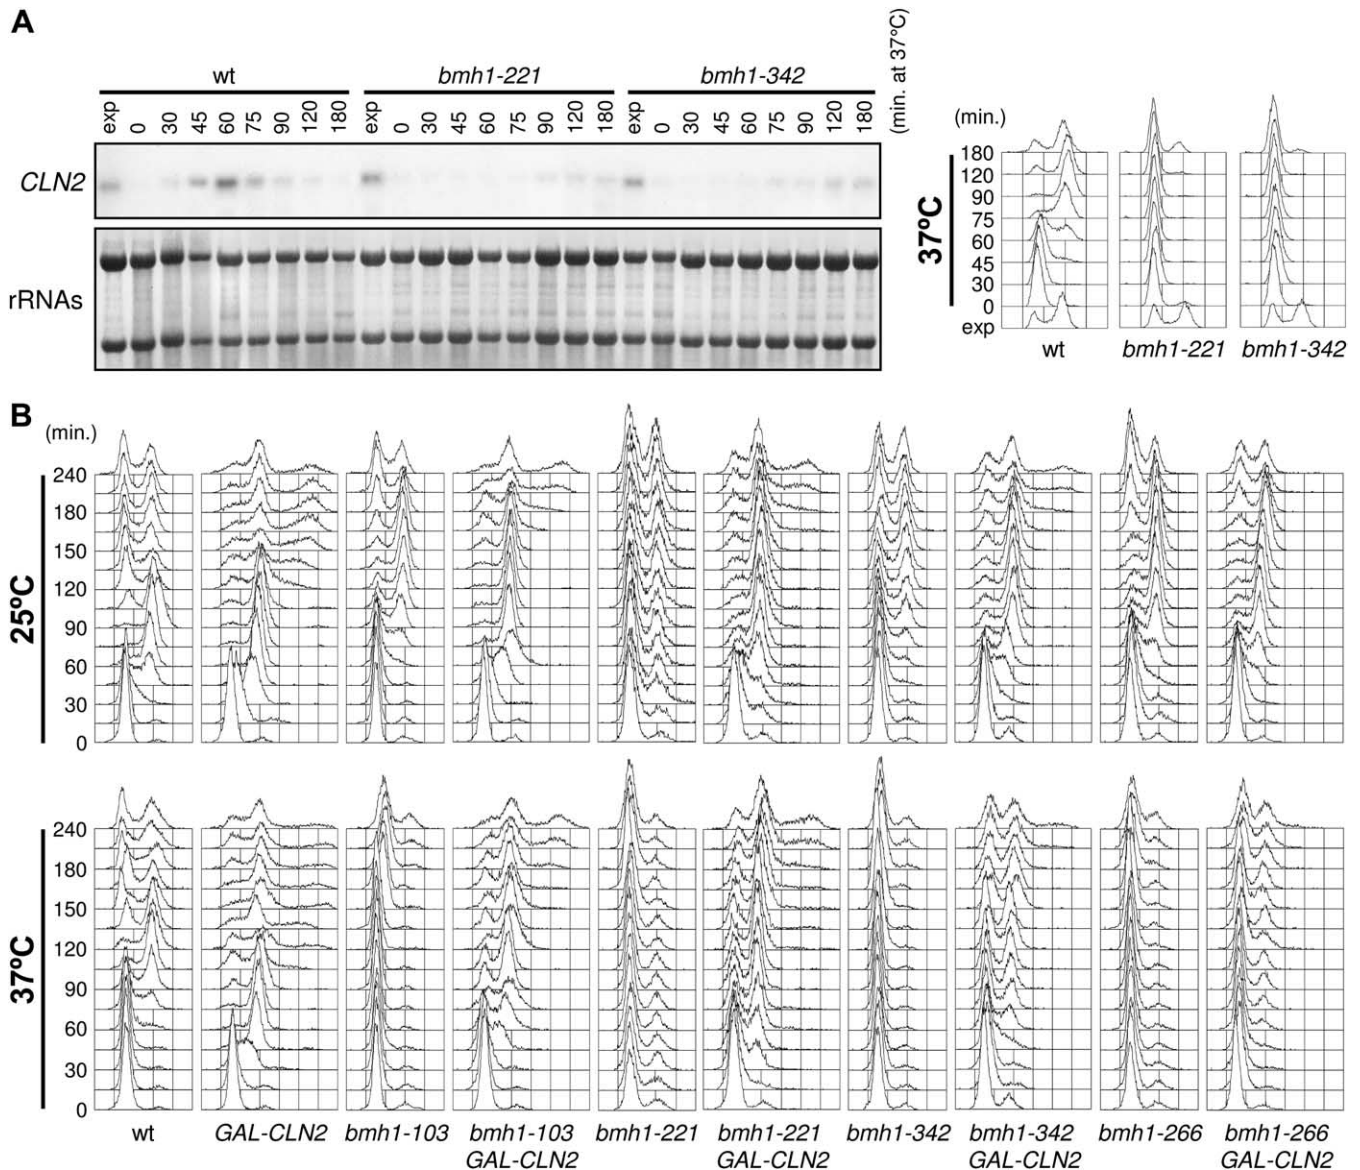 A
wt bmh1-221 bmh1-342 (min. at 37ºC)
exp 0 30 45 60 75 90 120 180 exp 0 30 45 60 75 90 120 180 exp 0 30 45 60 75 90 120 180
CLN2
rRNAs
(min.)
180
120
90
75
60
45
30
0
exp
37ºC
wt bmh1-221 bmh1-342
B
(min.)
240
180
150
120
90
60
30
0
25ºC
240
180
150
120
90
60
30
0
37ºC
wt GAL-CLN2 bmh1-103 bmh1-103 bmh1-221 bmh1-221 bmh1-342 bmh1-342 bmh1-266 bmh1-266
GAL-CLN2 GAL-CLN2 GAL-CLN2 GAL-CLN2